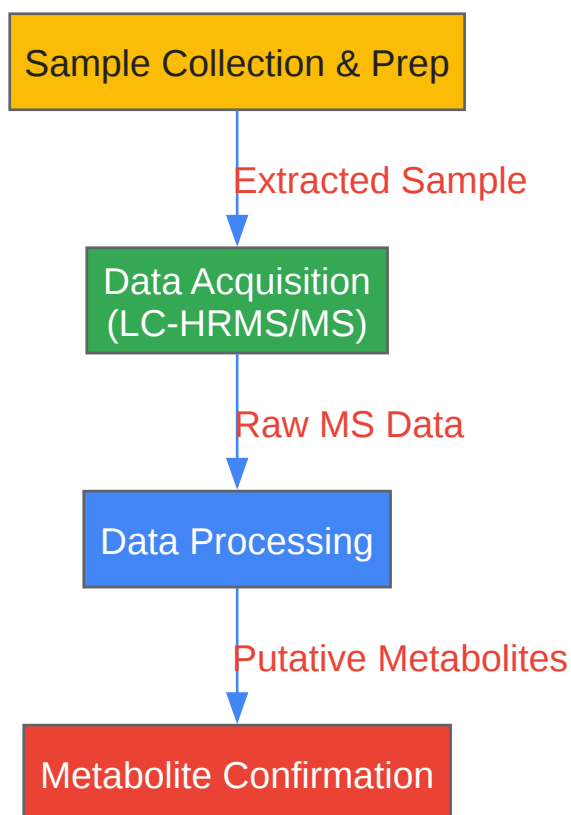 Sample Collection & Prep
Extracted Sample
Data Acquisition
(LC-HRMS/MS)
Raw MS Data
Data Processing
Putative Metabolites
Metabolite Confirmation